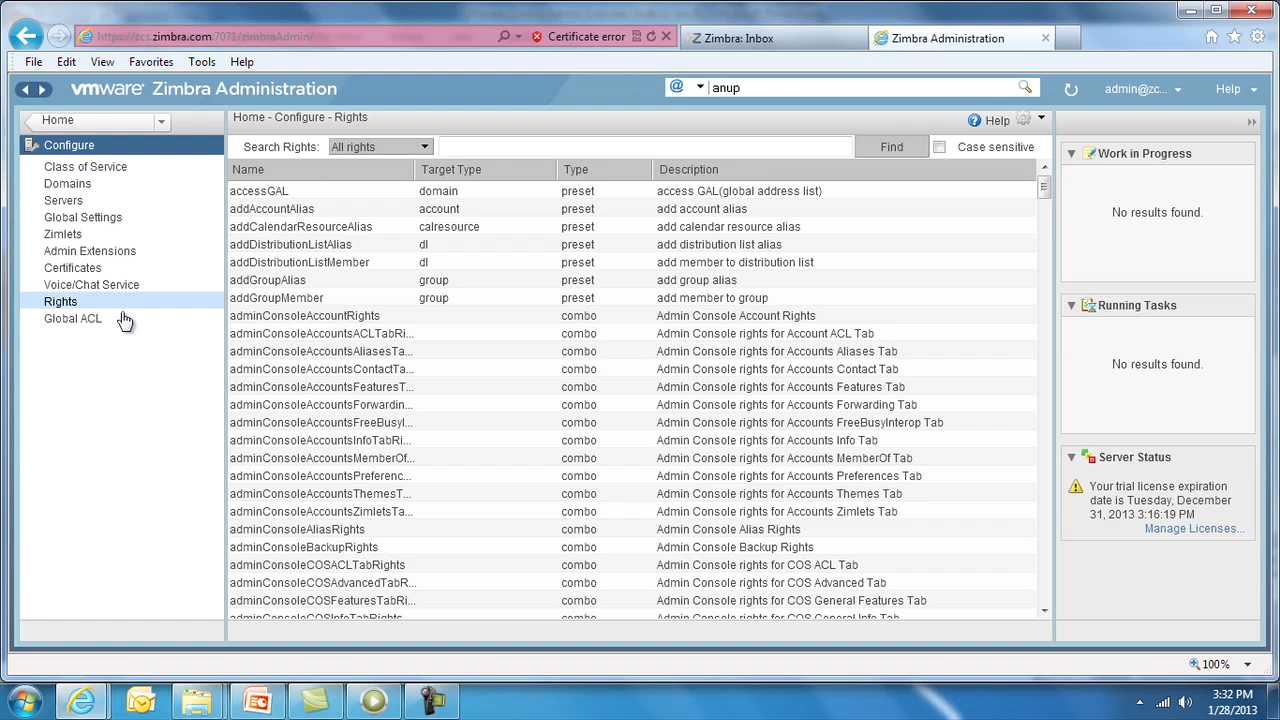 https://zcs.zimbra.com:7071/zimbraAdmin/
Certificate error
Zimbra: Inbox
Zimbra Administration
File Edit View Favorites Tools Help
vmware Zimbra Administration
anup
admin@zc...
Help
Home
Home - Configure - Rights
Help
Configure
Class of Service
Domains
Servers
Global Settings
Zimlets
Admin Extensions
Certificates
Voice/Chat Service
Rights
Global ACL
Search Rights: All rights Find Case sensitive
Name Target Type Type Description
accessGAL domain preset access GAL(global address list)
addAccountAlias account preset add account alias
addCalendarResourceAlias calresource preset add calendar resource alias
addDistributionListAlias dl preset add distribution list alias
addDistributionListMember dl preset add member to distribution list
addGroupAlias group preset add group alias
addGroupMember group preset add member to group
adminConsoleAccountRights combo Admin Console Account Rights
adminConsoleAccountsACLTabRi... combo Admin Console rights for Account ACL Tab
adminConsoleAccountsAliasesTa... combo Admin Console rights for Accounts Aliases Tab
adminConsoleAccountsContactTa... combo Admin Console rights for Accounts Contact Tab
adminConsoleAccountsFeaturesT... combo Admin Console rights for Accounts Features Tab
adminConsoleAccountsForwardin... combo Admin Console rights for Accounts Forwarding Tab
adminConsoleAccountsFreeBusyI... combo Admin Console rights for Accounts FreeBusyInterop Tab
adminConsoleAccountsInfoTabRi... combo Admin Console rights for Accounts Info Tab
adminConsoleAccountsMemberOf... combo Admin Console rights for Accounts MemberOf Tab
adminConsoleAccountsPreferenc... combo Admin Console rights for Accounts Preferences Tab
adminConsoleAccountsThemesT... combo Admin Console rights for Accounts Themes Tab
adminConsoleAccountsZimletsTa... combo Admin Console rights for Accounts Zimlets Tab
adminConsoleAliasRights combo Admin Console Alias Rights
adminConsoleBackupRights combo Admin Console Backup Rights
adminConsoleCOSACLTabRights combo Admin Console rights for COS ACL Tab
adminConsoleCOSAdvancedTabR... combo Admin Console rights for COS Advanced Tab
adminConsoleCOSFeaturesTabRi... combo Admin Console rights for COS General Features Tab
adminConsoleCOSInfoTabRights combo Admin Console rights for COS General Info Tab
Work in Progress
No results found.
Running Tasks
No results found.
Server Status
Your trial license expiration
date is Tuesday, December
31, 2013 3:16:19 PM
Manage Licenses...
100%
3:32 PM
1/28/2013